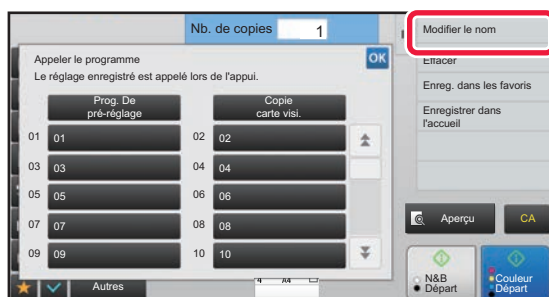 Nb. de copies 1
Modifier le nom
Appeler le programme
OK
Le réglage enregistré est appelé lors de l'appui.
Effacer
Enreg. dans les favoris
Enregistrer dans
l'accueil
Prog. De
pré-réglage
Copie
carte visi.
01 01
02 02
03 03
04 04
05 05
06 06
07 07
08 08
09 09
10 10
Aperçu
CA
Autres
4 A4
N&B
Départ
Couleur
Départ